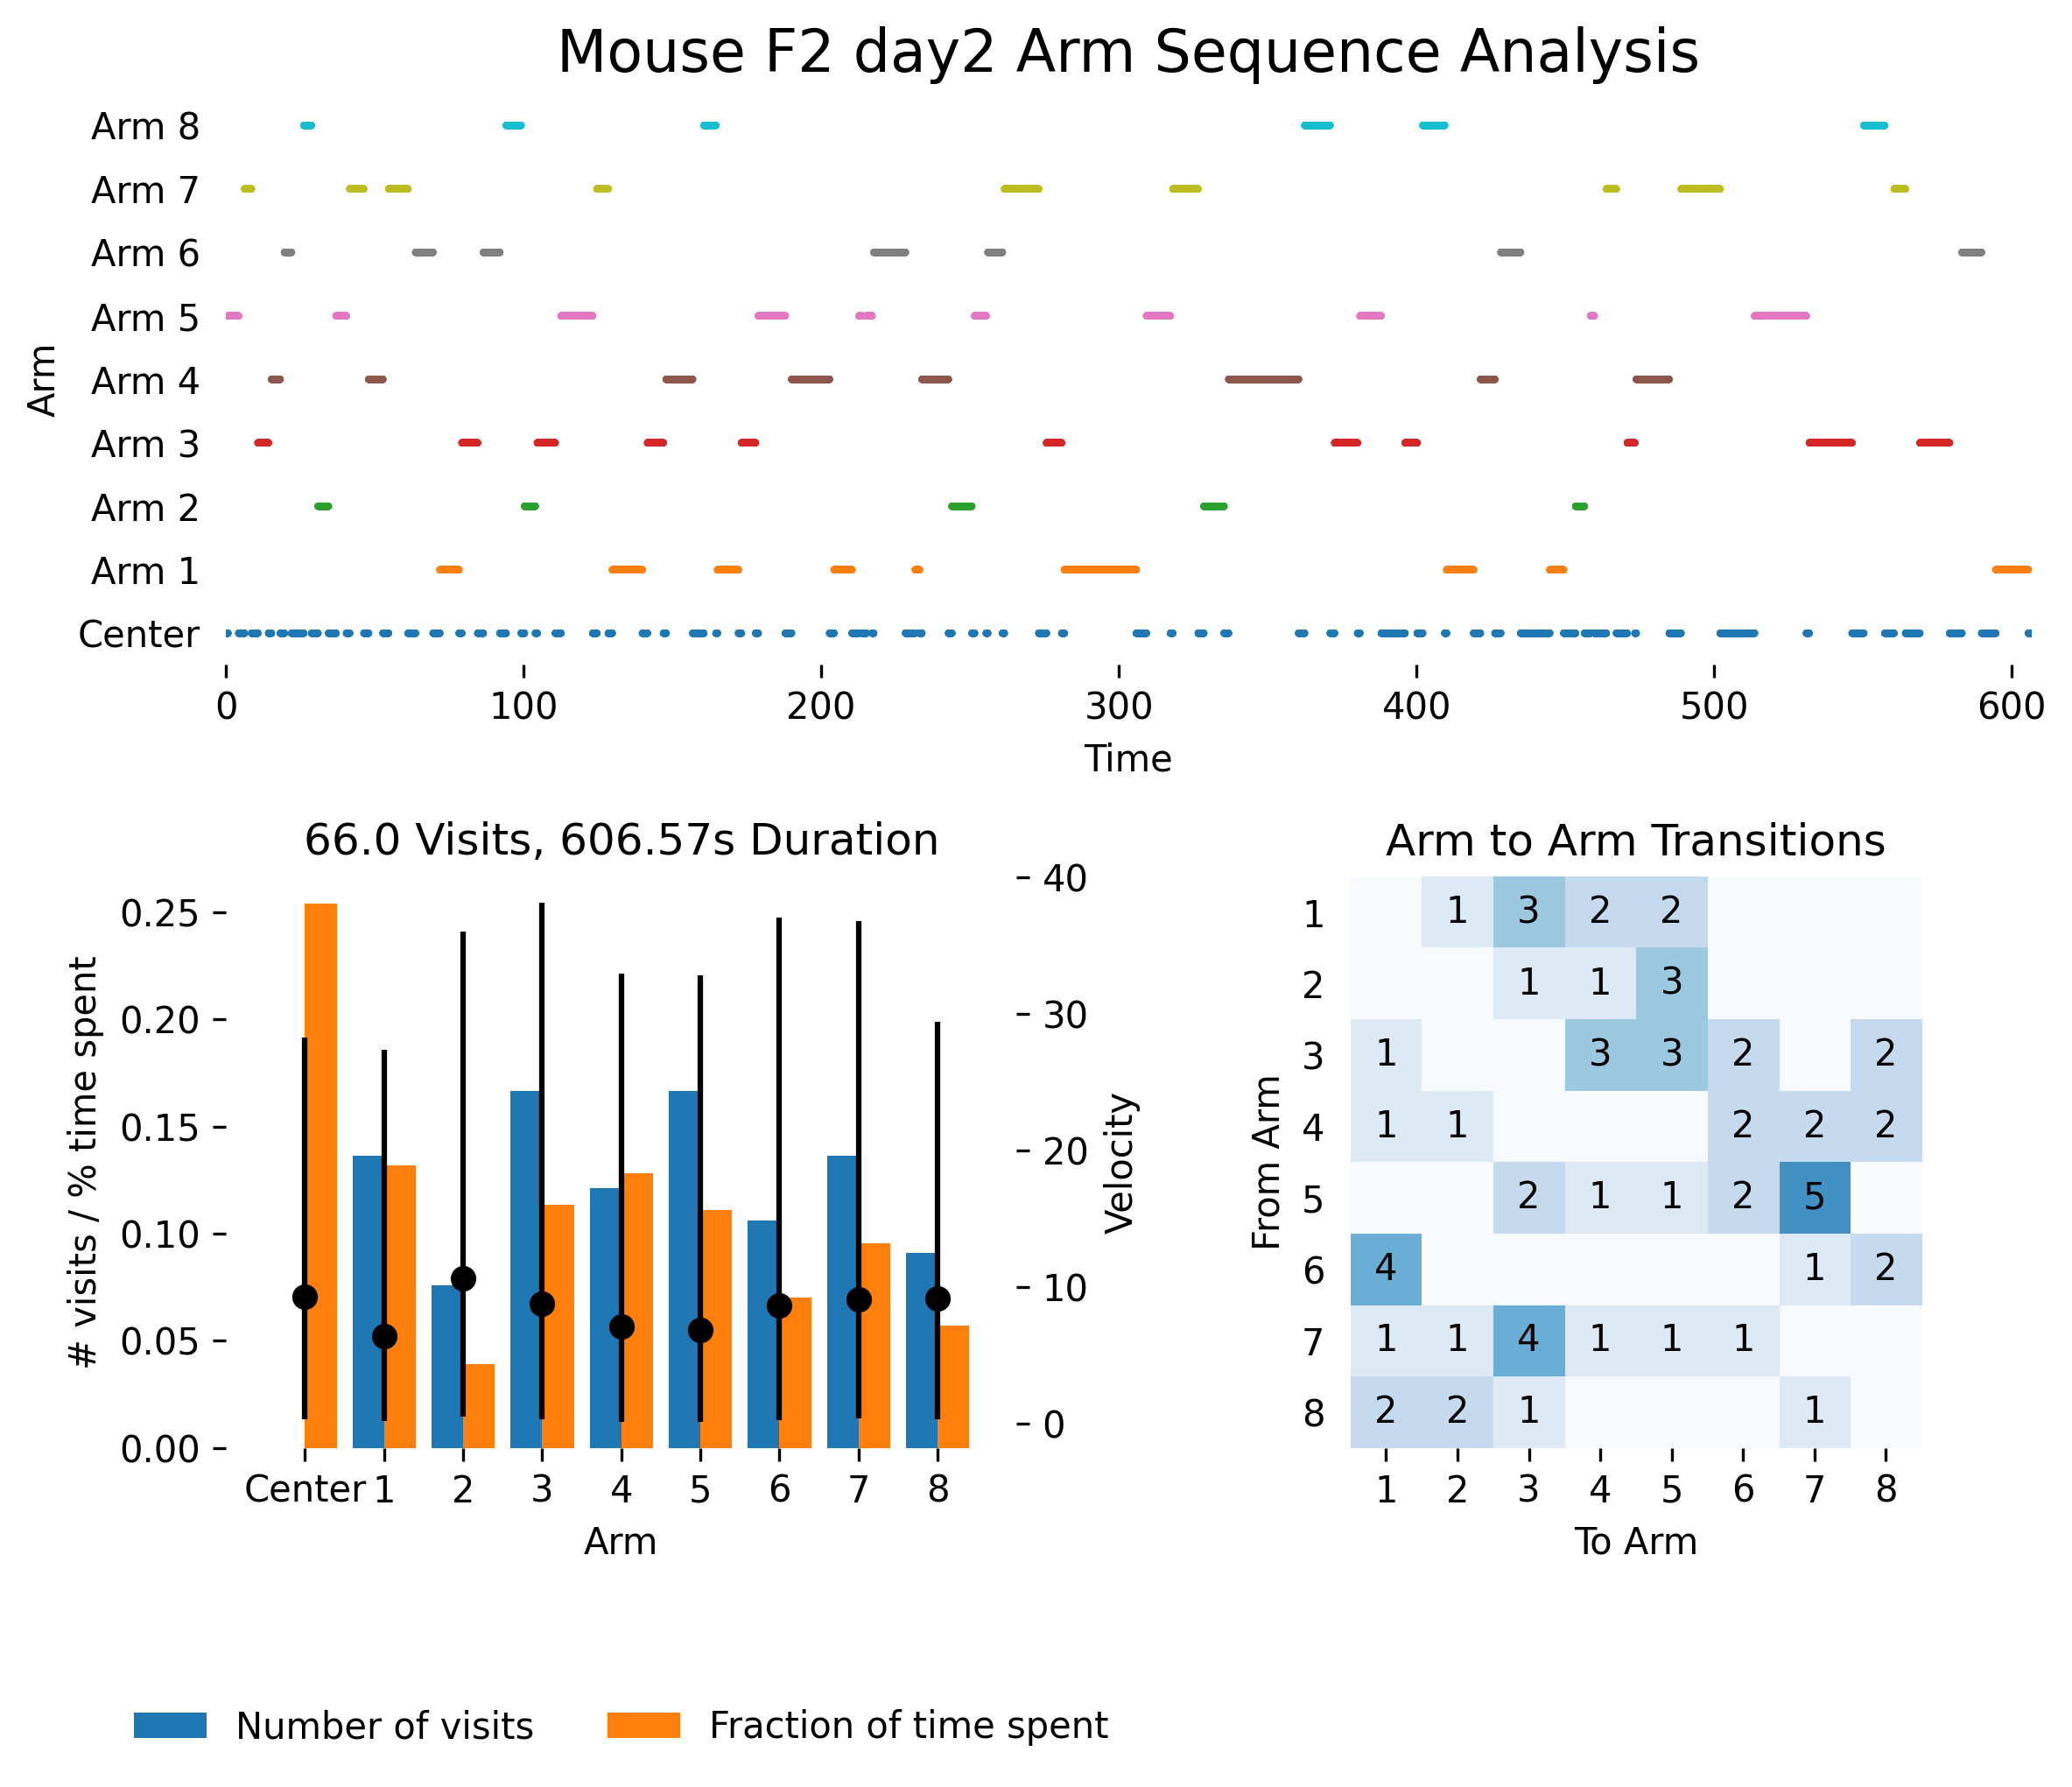 Mouse F2 day2 Arm Sequence Analysis
Arm
Arm 8
Arm 7
Arm 6
Arm 5
Arm 4
Arm 3
Arm 2
Arm 1
Center
0 100 200 300 400 500 600
Time
66.0 Visits, 606.57s Duration
# visits / % time spent
0.25
0.20
0.15
0.10
0.05
0.00
Center 1 2 3 4 5 6 7 8
Arm
40
30
20
10
0
Velocity
Arm to Arm Transitions
From Arm
1 1 3 2 2
2 1 1 3
3 1 3 3 2 2
4 1 1 2 2 2
5 2 1 1 2 5
6 4 1 2
7 1 1 4 1 1 1
8 2 2 1 1
1 2 3 4 5 6 7 8
To Arm
Number of visits Fraction of time spent